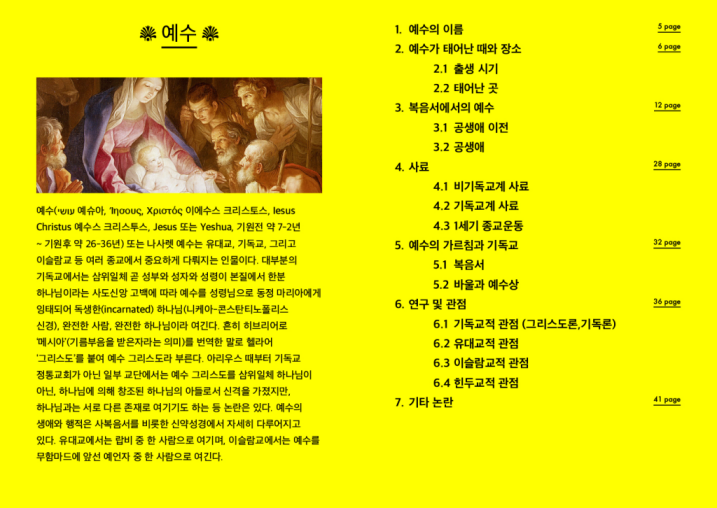 예수
예수(עושי 예슈아, Ἰησους, Χριστός 이에수스 크리스토스, Iesus
Christus 예수스 크리스투스, Jesus 또는 Yeshua, 기원전 약 7-2년
~ 기원후 약 26-36년) 또는 나사렛 예수는 유대교, 기독교, 그리고
이슬람교 등 여러 종교에서 중요하게 다뤄지는 인물이다. 대부분의
기독교에서는 삼위일체 곧 성부와 성자와 성령이 본질에서 한분
하나님이라는 사도신앙 고백에 따라 예수를 성령님으로 동정 마리아에게
잉태되어 독생한(incarnated) 하나님(니케아-콘스탄티노폴리스
신경), 완전한 사람, 완전한 하나님이라 여긴다. 흔히 히브리어로
'메시아'(기름부음을 받은자라는 의미)를 번역한 말로 헬라어
'그리스도'를 붙여 예수 그리스도라 부른다. 아리우스 때부터 기독교
정통교회가 아닌 일부 교단에서는 예수 그리스도를 삼위일체 하나님이
아닌, 하나님에 의해 창조된 하나님의 아들로서 신격을 가졌지만,
하나님과는 서로 다른 존재로 여기기도 하는 등 논란은 있다. 예수의
생애와 행적은 사복음서를 비롯한 신약성경에서 자세히 다루어지고
있다. 유대교에서는 랍비 중 한 사람으로 여기며, 이슬람교에서는 예수를
무함마드에 앞선 예언자 중 한 사람으로 여긴다.
1. 예수의 이름 5 page
2. 예수가 태어난 때와 장소 6 page
2.1 출생 시기
2.2 태어난 곳
3. 복음서에서의 예수 12 page
3.1 공생애 이전
3.2 공생애
4. 사료 28 page
4.1 비기독교계 사료
4.2 기독교계 사료
4.3 1세기 종교운동
5. 예수의 가르침과 기독교 32 page
5.1 복음서
5.2 바울과 예수상
6. 연구 및 관점 36 page
6.1 기독교적 관점 (그리스도론,기독론)
6.2 유대교적 관점
6.3 이슬람교적 관점
6.4 힌두교적 관점
7. 기타 논란 41 page